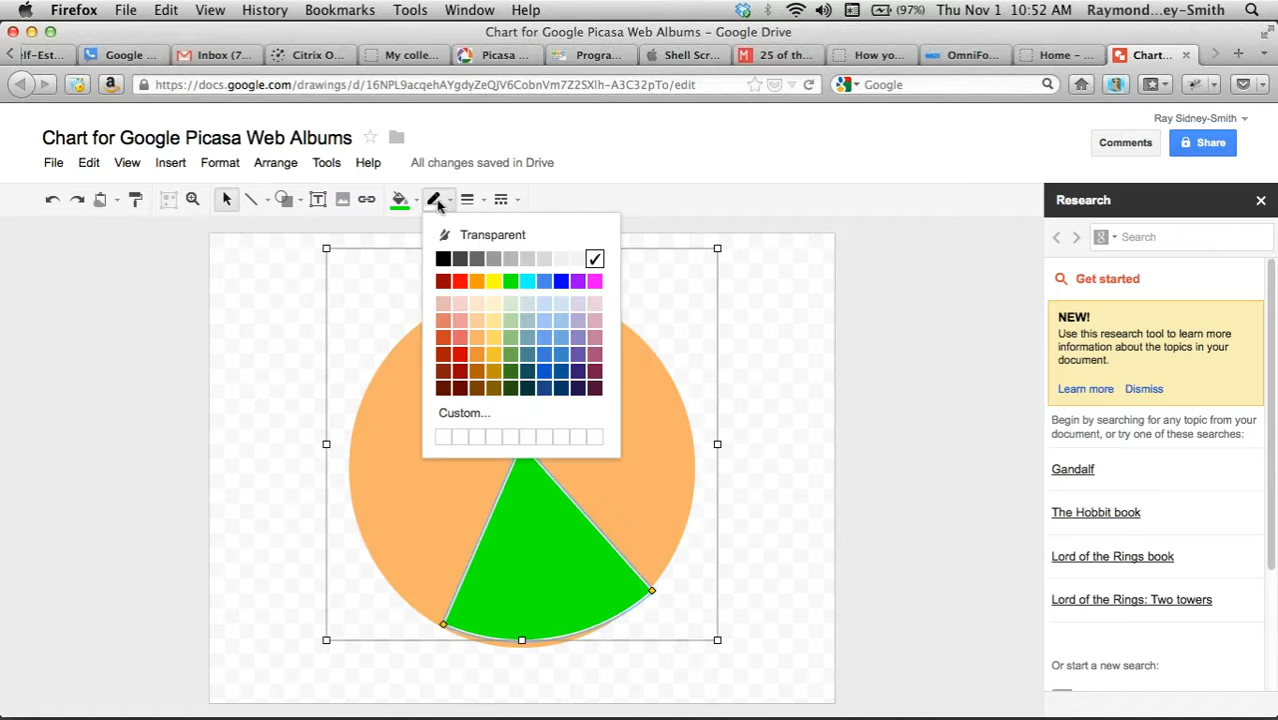 Firefox File Edit View History Bookmarks Tools Window Help (97%) Thu Nov 1 10:52 AM Raymond...ey-Smith
Chart for Google Picasa Web Albums – Google Drive
lf-Est... Google ... Inbox (7... Citrix O... My colle... Picasa ... Progra... Shell Scr... 25 of th... How yo... OmniFo... Home – ... Chart...
https://docs.google.com/drawings/d/16NPL9acqehAYgdyZeQJV6CobnVm7Z2SXlh-A3C32pTo/edit Google
Ray Sidney-Smith
Chart for Google Picasa Web Albums
Comments Share
File Edit View Insert Format Arrange Tools Help All changes saved in Drive
Research
Transparent
Search
Get started
NEW!
Use this research tool to learn more
information about the topics in your
document.
Learn more Dismiss
Custom...
Begin by searching for any topic from your
document, or try one of these searches:
Gandalf
The Hobbit book
Lord of the Rings book
Lord of the Rings: Two towers
Or start a new search: